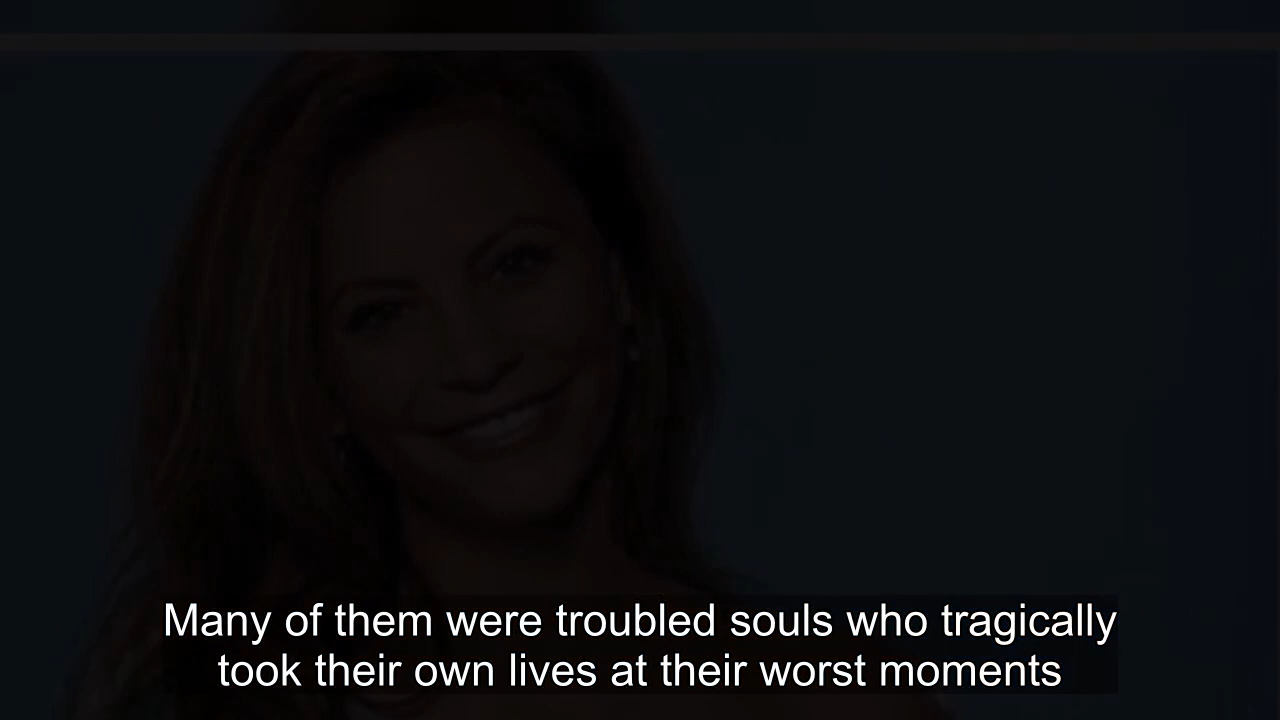 Many of them were troubled souls who tragically
took their own lives at their worst moments